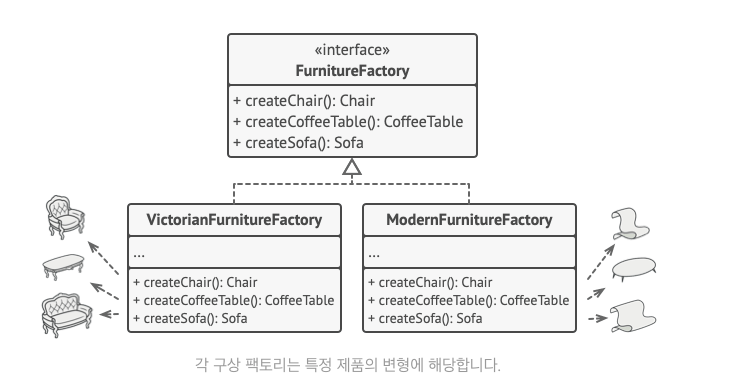 «interface»
FurnitureFactory
+ createChair(): Chair
+ createCoffeeTable(): CoffeeTable
+ createSofa(): Sofa
VictorianFurnitureFactory
...
+ createChair(): Chair
+ createCoffeeTable(): CoffeeTable
+ createSofa(): Sofa
ModernFurnitureFactory
...
+ createChair(): Chair
+ createCoffeeTable(): CoffeeTable
+ createSofa(): Sofa
각 구상 팩토리는 특정 제품의 변형에 해당합니다.